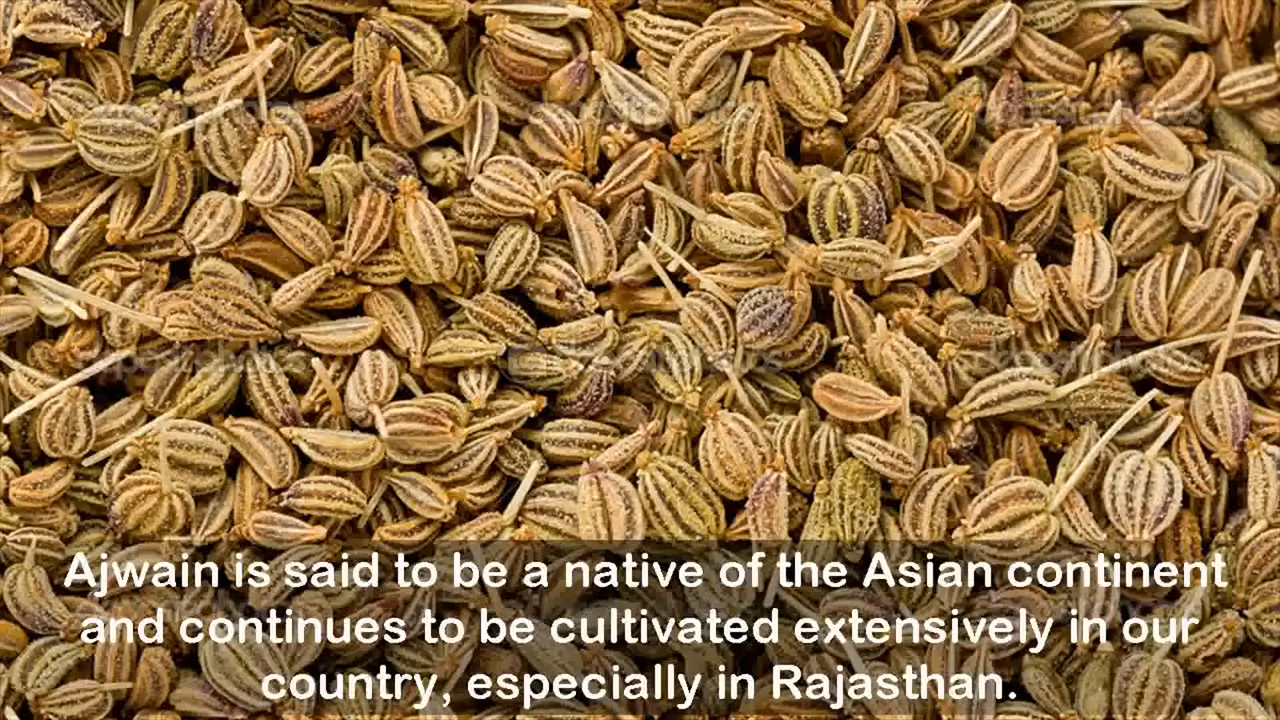 Ajwain is said to be a native of the Asian continent
and continues to be cultivated extensively in our
country, especially in Rajasthan.